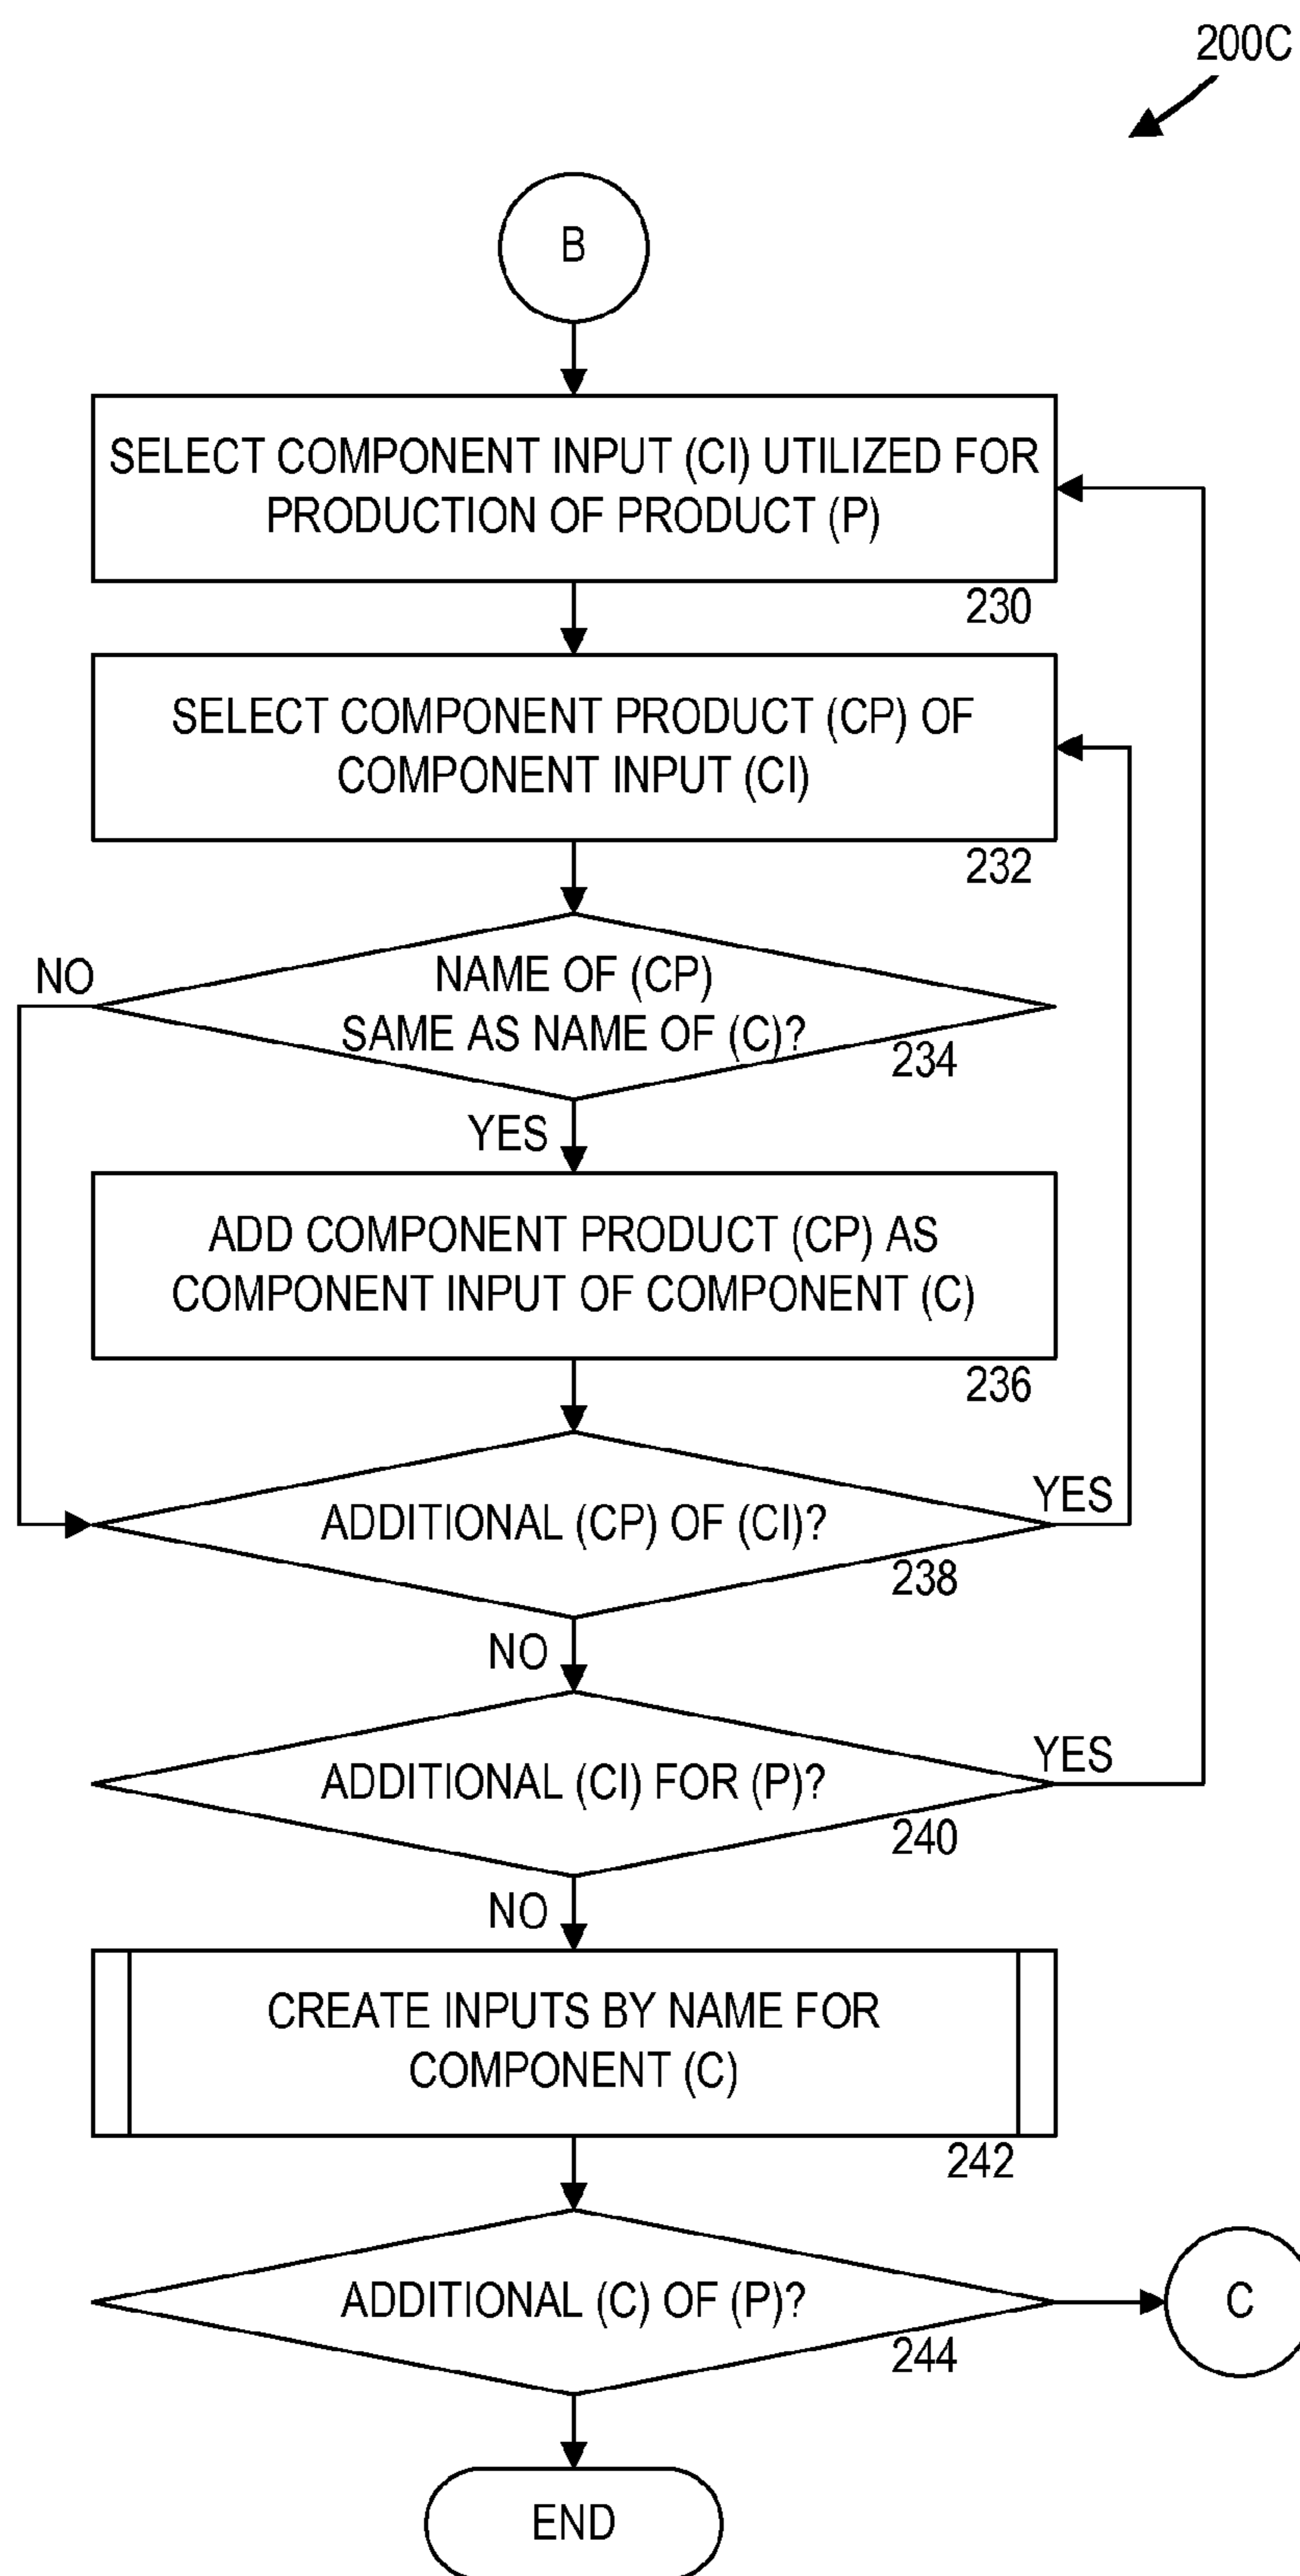 200C
B
SELECT COMPONENT INPUT (CI) UTILIZED FOR
PRODUCTION OF PRODUCT (P)
230
SELECT COMPONENT PRODUCT (CP) OF
COMPONENT INPUT (CI)
232
NO
NAME OF (CP)
SAME AS NAME OF (C)?
234
YES
ADD COMPONENT PRODUCT (CP) AS
COMPONENT INPUT OF COMPONENT (C)
236
YES
ADDITIONAL (CP) OF (CI)?
238
NO
YES
ADDITIONAL (CI) FOR (P)?
240
NO
CREATE INPUTS BY NAME FOR
COMPONENT (C)
242
ADDITIONAL (C) OF (P)?
C
244
END